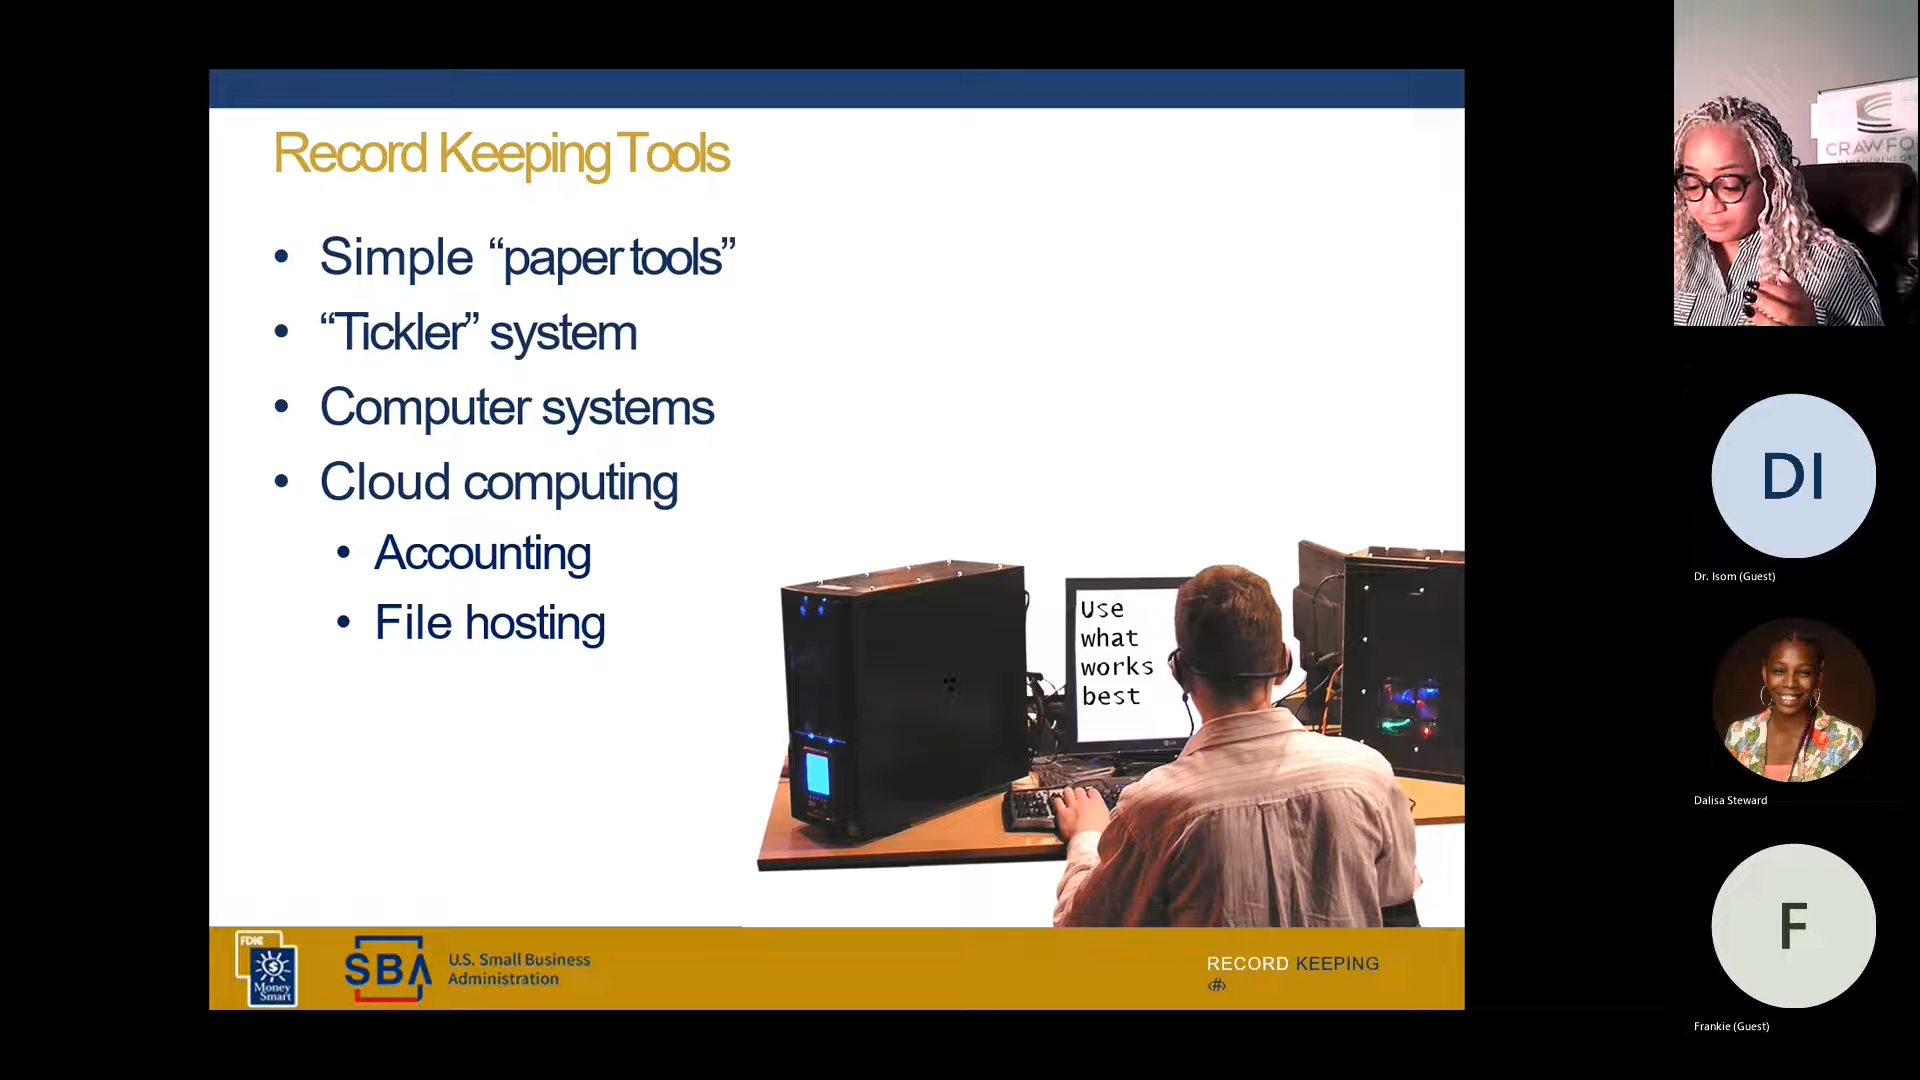 Record Keeping Tools
• Simple “paper tools”
• “Tickler” system
• Computer systems
• Cloud computing
• Accounting
• File hosting
Use
what
works
best
FDIC
Money
Smart
SBA
U.S. Small Business
Administration
RECORD KEEPING
‹#›
CRAWFO
DI
Dr. Isom (Guest)
Dalisa Steward
F
Frankie (Guest)